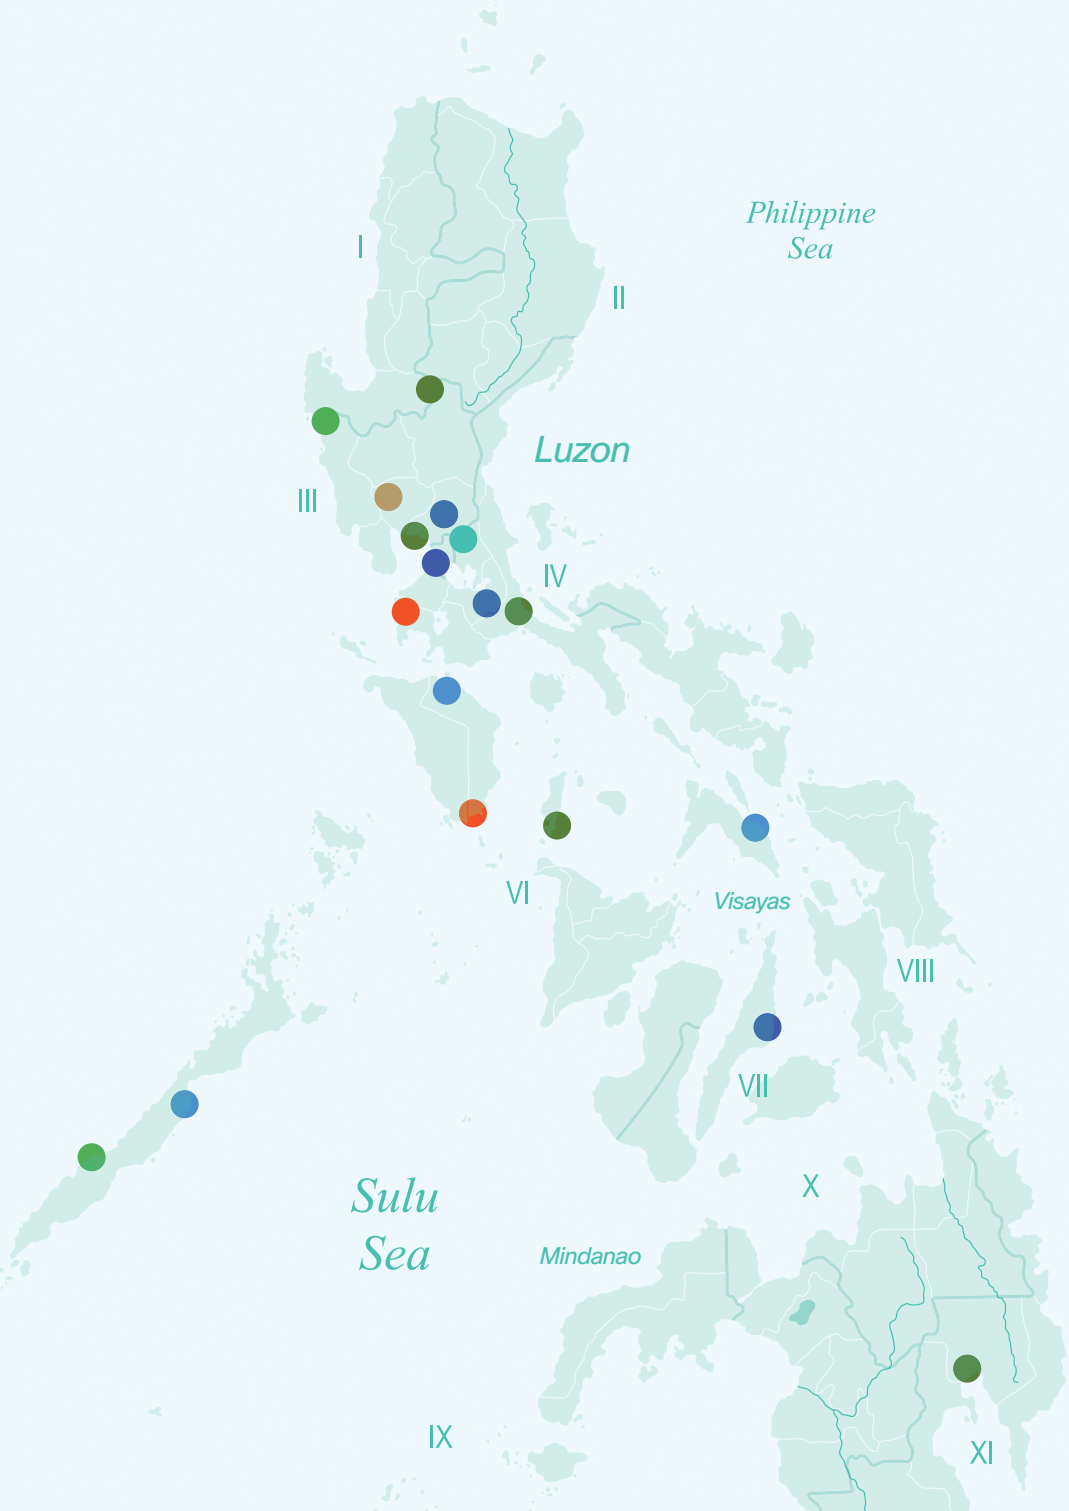 Philippine
Sea
I
II
Luzon
III
IV
VI
Visayas
VIII
VII
X
Sulu
Sea
Mindanao
IX
XI